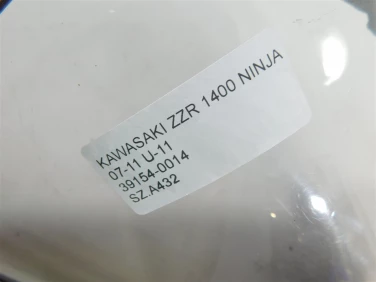 KAWASAKI ZZR 1400 NINJA
07-11 U-11
39154-0014
SZ.A432